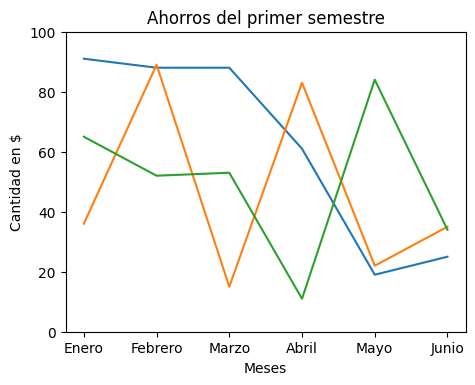 Ahorros del primer semestre
Cantidad en $
100
80
60
40
20
0
Enero Febrero Marzo Abril Mayo Junio
Meses